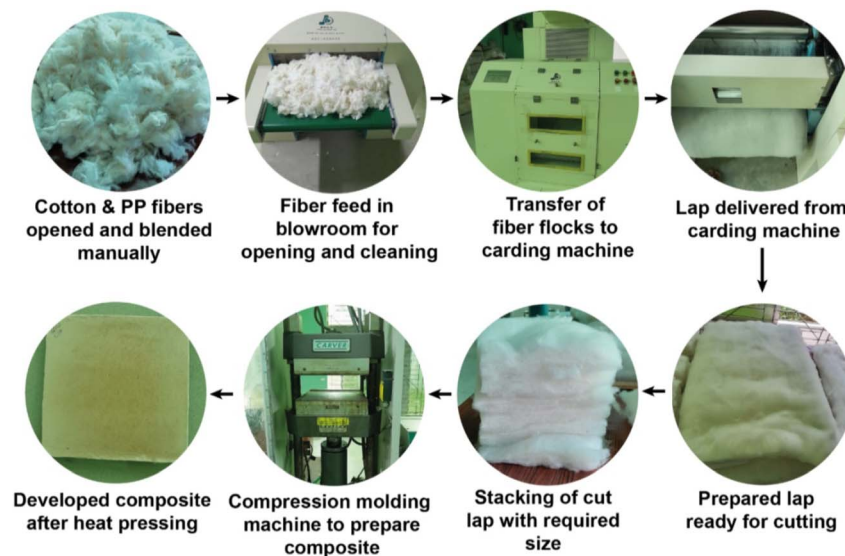 Cotton & PP fibers
opened and blended
manually
Fiber feed in
blowroom for
opening and cleaning
Transfer of
fiber flocks to
carding machine
Lap delivered from
carding machine
Prepared lap
ready for cutting
Stacking of cut
lap with required
size
CARVER
Compression molding
machine to prepare
composite
Developed composite
after heat pressing